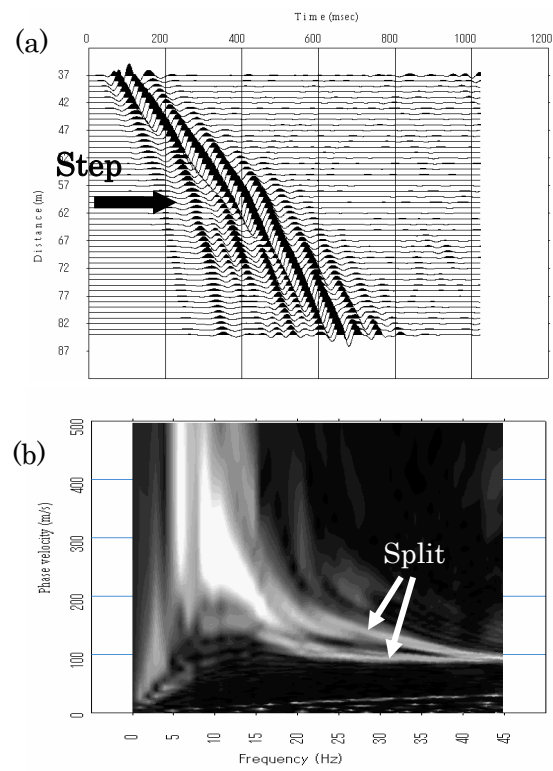 Time (msec)
(a)
0 200 400 600 800 1000 1200
37
42
47
Step
57
62
67
72
77
82
87
Distance (m)
(b)
500
400
300
200
100
0
Phase velocity (m/s)
Split
0 5 10 15 20 25 30 35 40 45
Frequency (Hz)